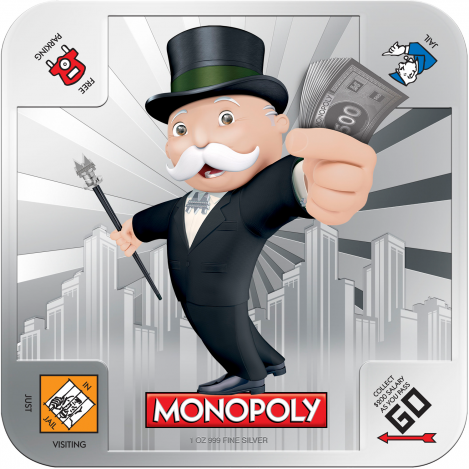 FREE
PARKING
JAIL
MONOPOLY
500
JUST
IN
JAIL
VISITING
MONOPOLY
1 OZ 999 FINE SILVER
COLLECT
$200 SALARY
AS YOU PASS
GO